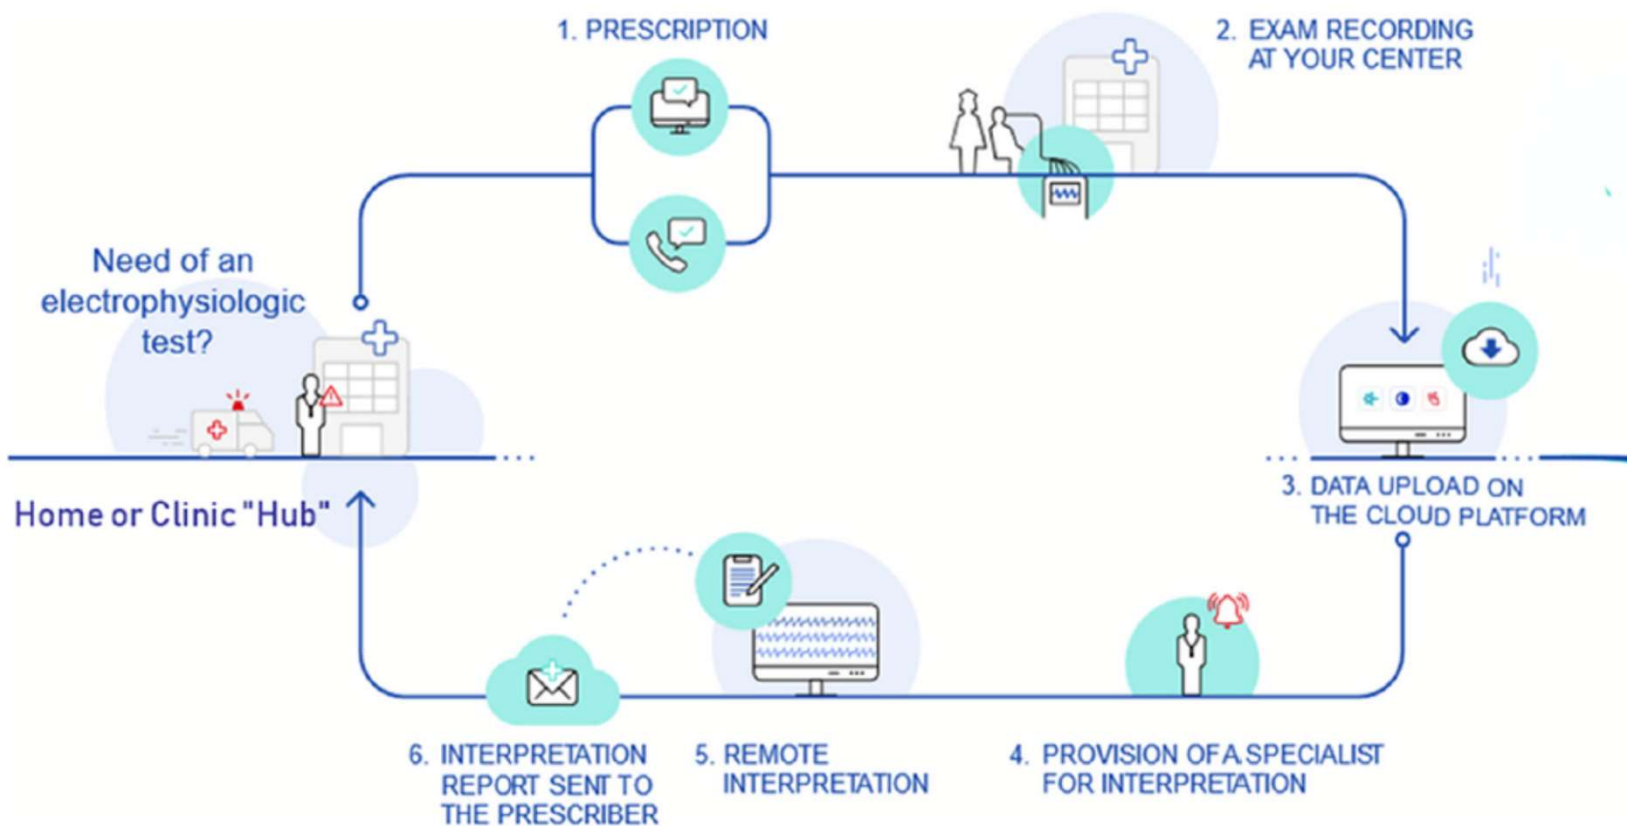 1. PRESCRIPTION
2. EXAM RECORDING
AT YOUR CENTER
Need of an
electrophysiologic
test?
Home or Clinic "Hub"
3. DATA UPLOAD ON
THE CLOUD PLATFORM
4. PROVISION OF A SPECIALIST
FOR INTERPRETATION
5. REMOTE
INTERPRETATION
6. INTERPRETATION
REPORT SENT TO
THE PRESCRIBER